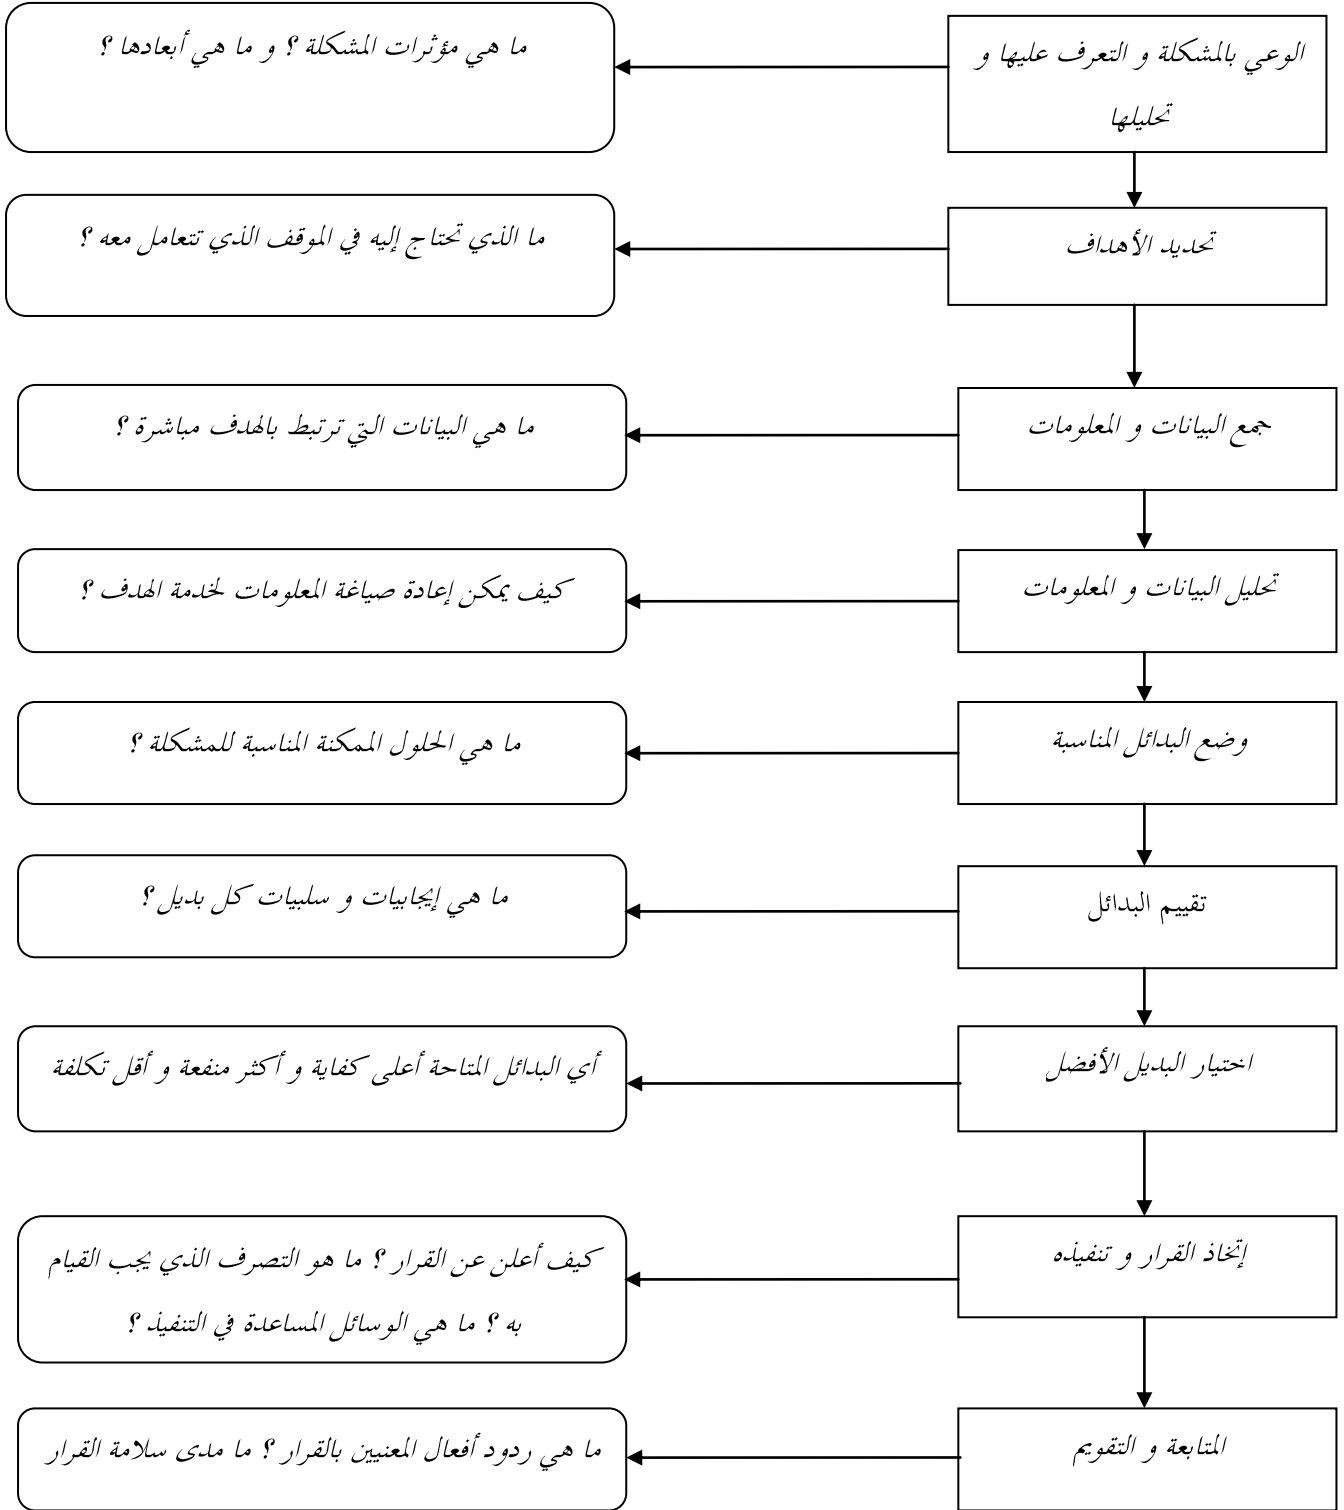 الوعي بالمشكلة و التعرف عليها و
تحليلها
ما هي مؤثرات المشكلة ؟ و ما هي أبعادها ؟
تحديد الأهداف
ما الذي تحتاج إليه في الموقف الذي تتعامل معه ؟
جمع البيانات و المعلومات
ما هي البيانات التي ترتبط بالهدف مباشرة ؟
تحليل البيانات و المعلومات
كيف يمكن إعادة صياغة المعلومات لخدمة الهدف ؟
وضع البدائل المناسبة
ما هي الحلول الممكنة المناسبة للمشكلة ؟
تقييم البدائل
ما هي إيجابيات و سلبيات كل بديل ؟
اختيار البديل الأفضل
أي البدائل المتاحة أعلى كفاية و أكثر منفعة و أقل تكلفة
إتخاذ القرار و تنفيذه
كيف أعلن عن القرار ؟ ما هو التصرف الذي يجب القيام
به ؟ ما هي الوسائل المساعدة في التنفيذ ؟
المتابعة و التقويم
ما هي ردود أفعال المعنيين بالقرار ؟ ما مدى سلامة القرار